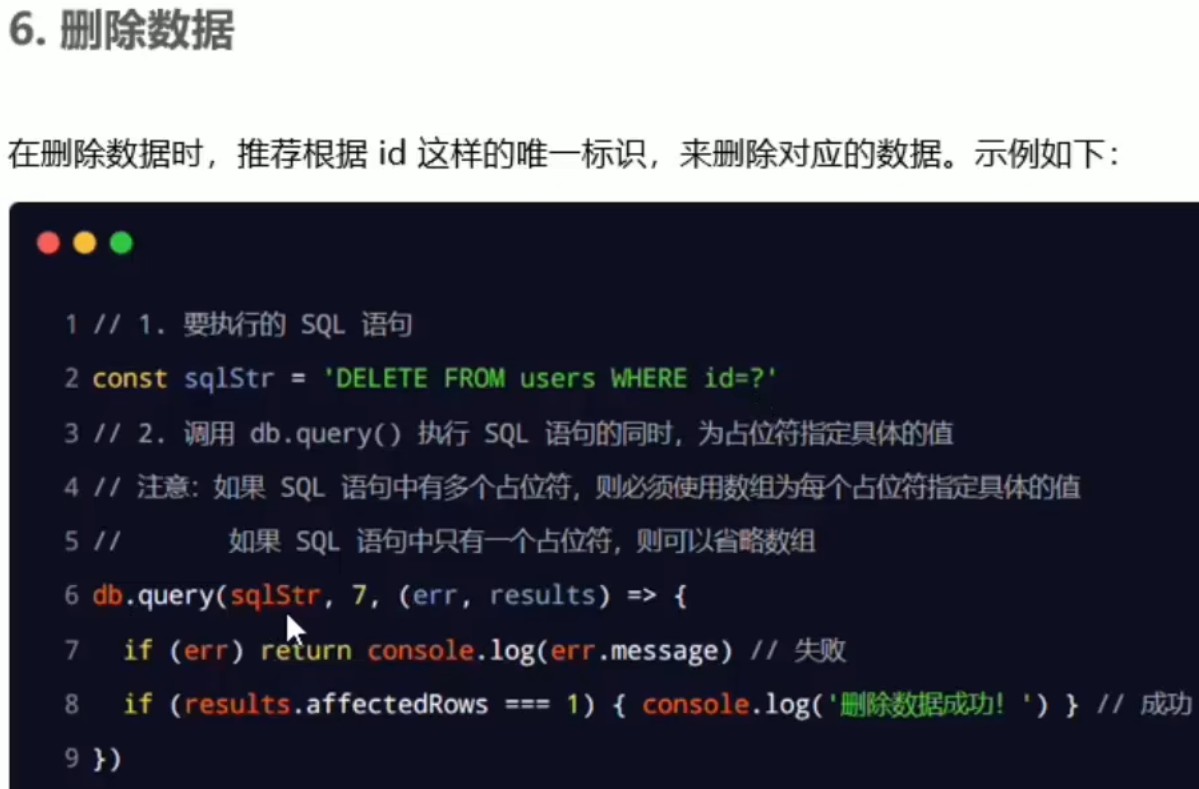 6. 删除数据
在删除数据时，推荐根据 id 这样的唯一标识，来删除对应的数据。示例如下：
1 // 1. 要执行的 SQL 语句
2 const sqlStr = 'DELETE FROM users WHERE id=?'
3 // 2. 调用 db.query() 执行 SQL 语句的同时，为占位符指定具体的值
4 // 注意：如果 SQL 语句中有多个占位符，则必须使用数组为每个占位符指定具体的值
5 //       如果 SQL 语句中只有一个占位符，则可以省略数组
6 db.query(sqlStr, 7, (err, results) => {
7   if (err) return console.log(err.message) // 失败
8   if (results.affectedRows === 1) { console.log('删除数据成功！') } // 成功
9 })